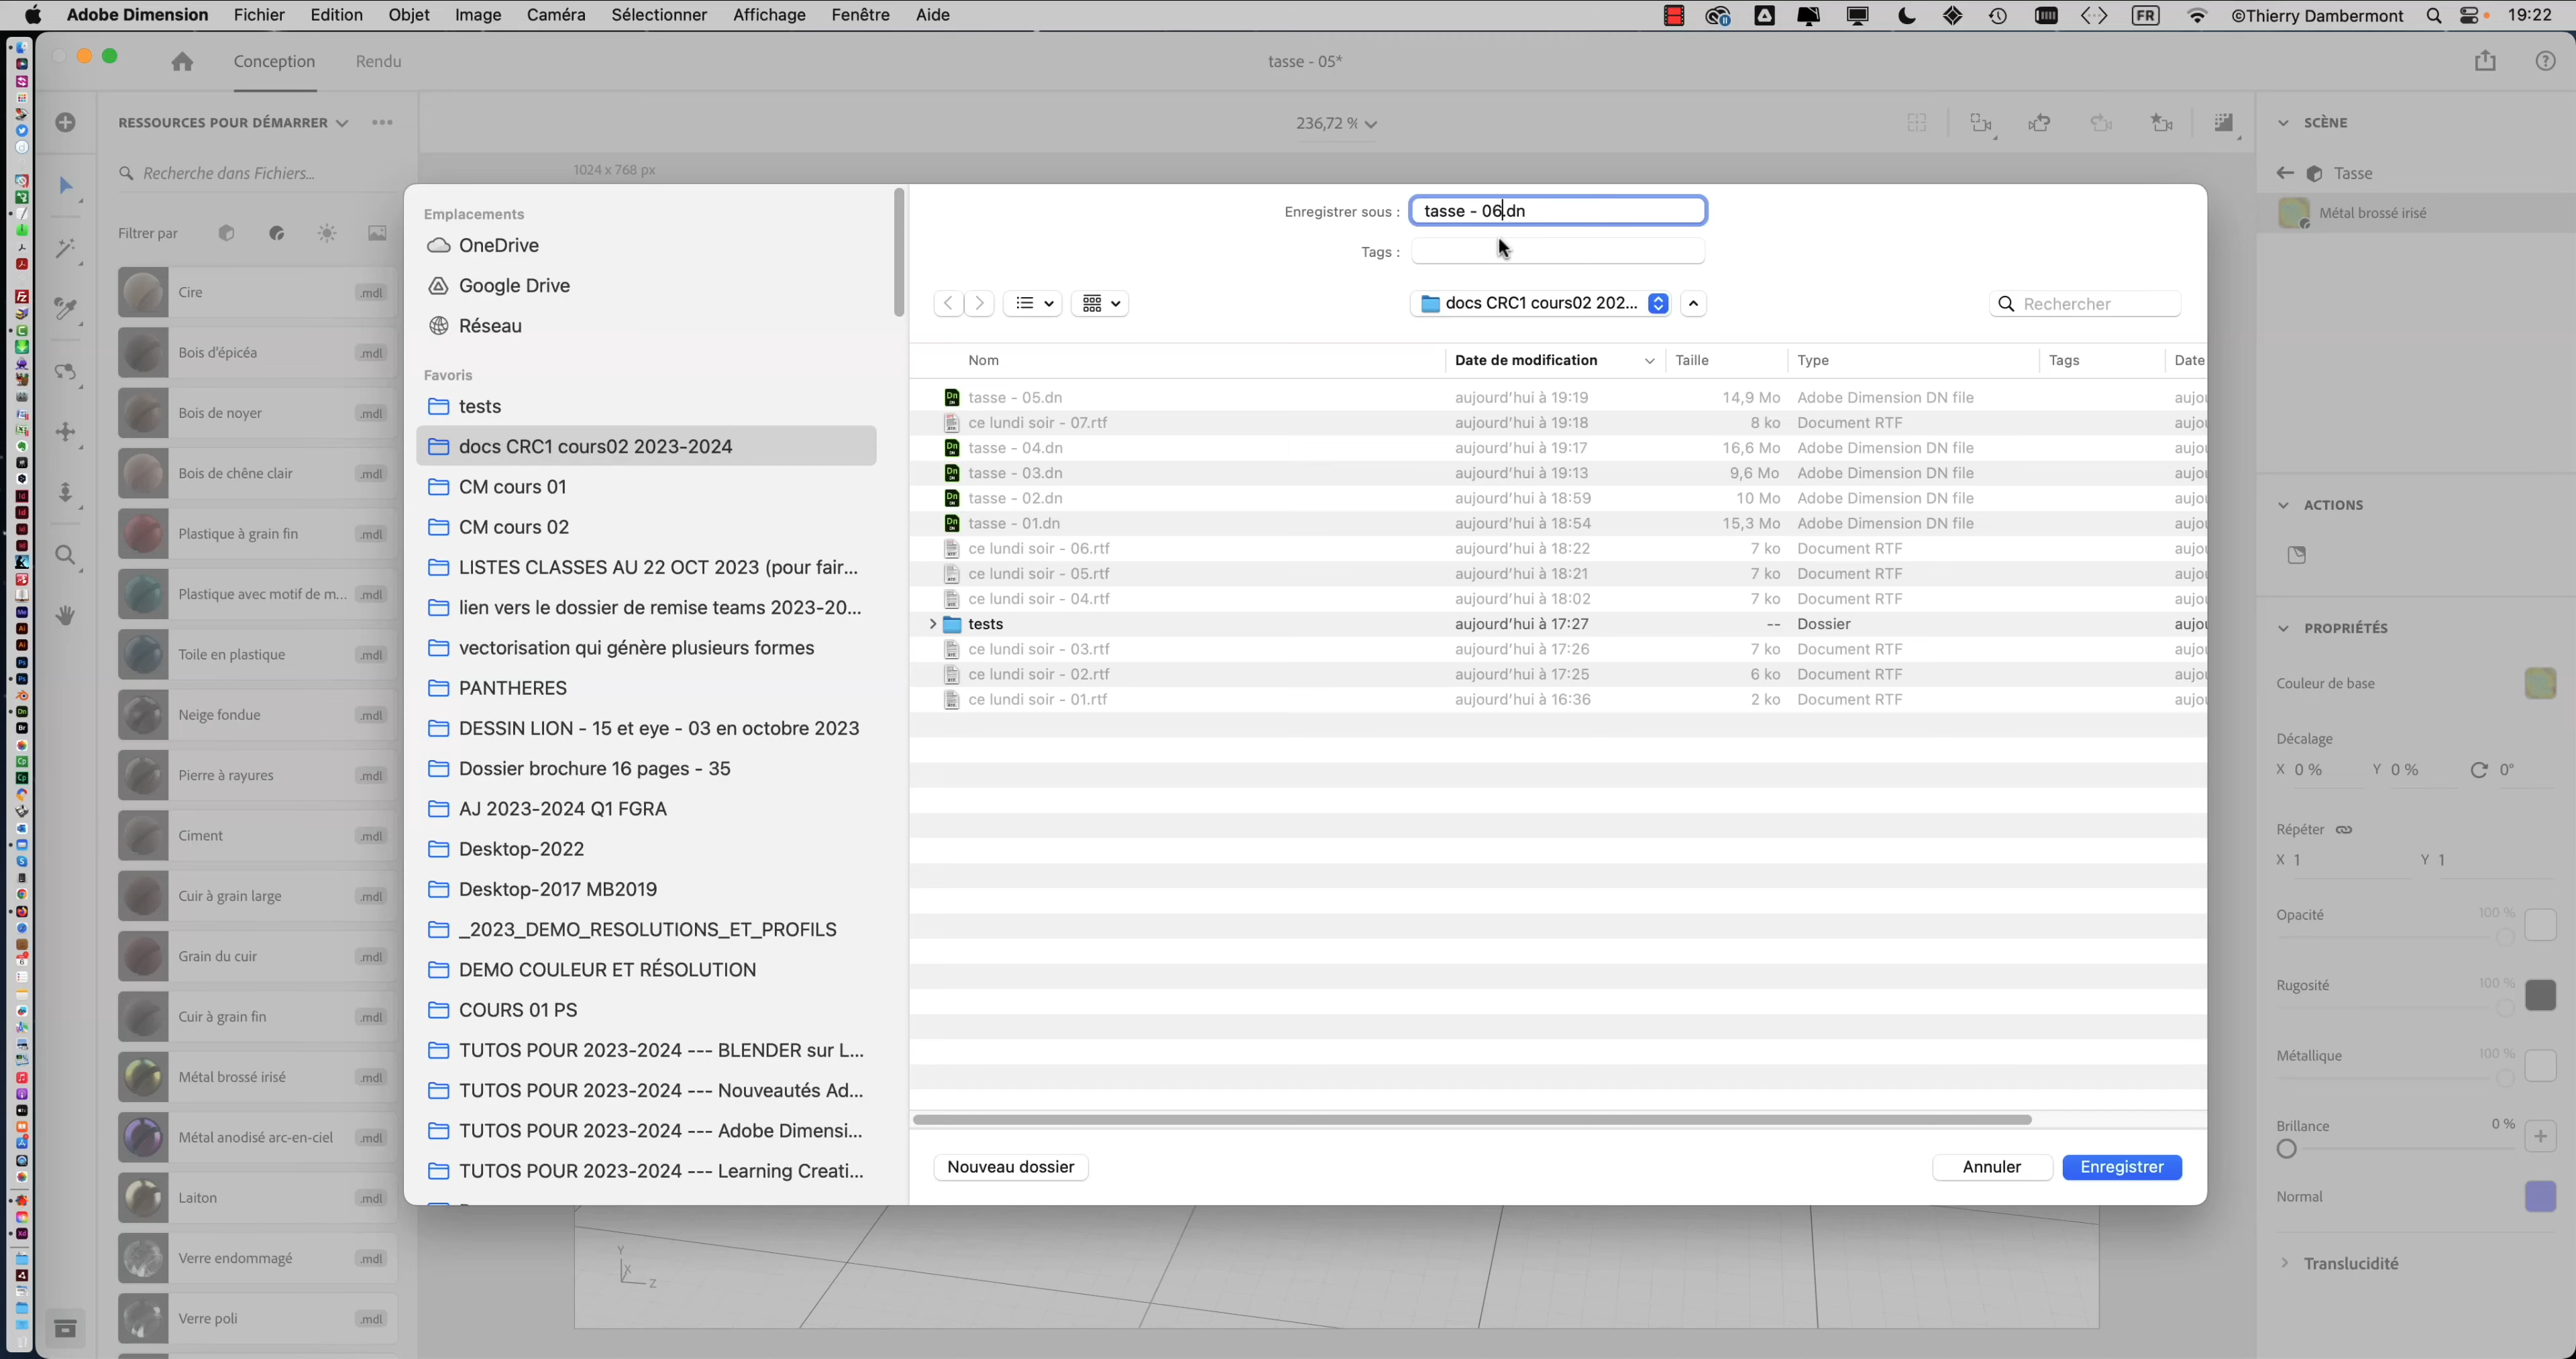 Adobe Dimension Fichier Edition Objet Image Caméra Sélectionner Affichage Fenêtre Aide
FR ©Thierry Dambermont 19:22
Conception Rendu tasse - 05*
RESSOURCES POUR DÉMARRER
236,72 %
SCÈNE
Recherche dans Fichiers...
1024 x 768 px
Tasse
Métal brossé irisé
Filtrer par
Cire .mdl
Bois d'épicéa .mdl
Bois de noyer .mdl
Bois de chêne clair .mdl
Plastique à grain fin .mdl
Plastique avec motif de m... .mdl
Toile en plastique .mdl
Neige fondue .mdl
Pierre à rayures .mdl
Ciment .mdl
Cuir à grain large .mdl
Grain du cuir .mdl
Cuir à grain fin .mdl
Métal brossé irisé .mdl
Métal anodisé arc-en-ciel .mdl
Laiton .mdl
Verre endommagé .mdl
Verre poli .mdl
Emplacements
OneDrive
Google Drive
Réseau
Favoris
tests
docs CRC1 cours02 2023-2024
CM cours 01
CM cours 02
LISTES CLASSES AU 22 OCT 2023 (pour fair...
lien vers le dossier de remise teams 2023-20...
vectorisation qui génère plusieurs formes
PANTHERES
DESSIN LION - 15 et eye - 03 en octobre 2023
Dossier brochure 16 pages - 35
AJ 2023-2024 Q1 FGRA
Desktop-2022
Desktop-2017 MB2019
_2023_DEMO_RESOLUTIONS_ET_PROFILS
DEMO COULEUR ET RÉSOLUTION
COURS 01 PS
TUTOS POUR 2023-2024 --- BLENDER sur L...
TUTOS POUR 2023-2024 --- Nouveautés Ad...
TUTOS POUR 2023-2024 --- Adobe Dimensi...
TUTOS POUR 2023-2024 --- Learning Creati...
Enregistrer sous : tasse - 06.dn
Tags :
docs CRC1 cours02 202...
Rechercher
Nom Date de modification Taille Type Tags Date
tasse - 05.dn aujourd'hui à 19:19 14,9 Mo Adobe Dimension DN file aujou
ce lundi soir - 07.rtf aujourd'hui à 19:18 8 ko Document RTF aujou
tasse - 04.dn aujourd'hui à 19:17 16,6 Mo Adobe Dimension DN file aujou
tasse - 03.dn aujourd'hui à 19:13 9,6 Mo Adobe Dimension DN file aujou
tasse - 02.dn aujourd'hui à 18:59 10 Mo Adobe Dimension DN file aujou
tasse - 01.dn aujourd'hui à 18:54 15,3 Mo Adobe Dimension DN file aujou
ce lundi soir - 06.rtf aujourd'hui à 18:22 7 ko Document RTF aujou
ce lundi soir - 05.rtf aujourd'hui à 18:21 7 ko Document RTF aujou
ce lundi soir - 04.rtf aujourd'hui à 18:02 7 ko Document RTF aujou
tests aujourd'hui à 17:27 -- Dossier aujou
ce lundi soir - 03.rtf aujourd'hui à 17:26 7 ko Document RTF aujou
ce lundi soir - 02.rtf aujourd'hui à 17:25 6 ko Document RTF aujou
ce lundi soir - 01.rtf aujourd'hui à 16:36 2 ko Document RTF aujou
Nouveau dossier
Annuler
Enregistrer
Y
X
Z
ACTIONS
PROPRIÉTÉS
Couleur de base
Décalage
X 0 % Y 0 % 0°
Répéter
X 1 Y 1
Opacité 100 %
Rugosité 100 %
Métallique 100 %
Brillance 0 %
Normal
Translucidité